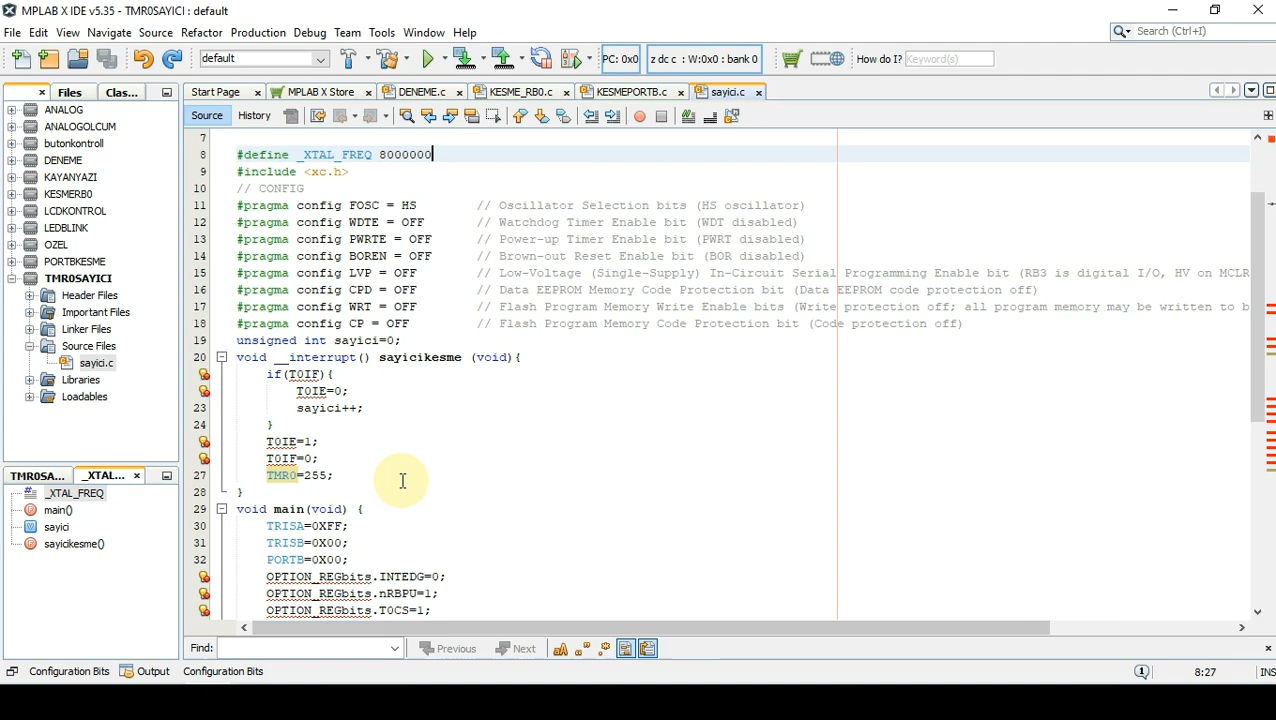 MPLAB X IDE v5.35 - TMR0SAYICI : default
File Edit View Navigate Source Refactor Production Debug Team Tools Window Help
Search (Ctrl+I)
default
PC: 0x0
z dc c : W:0x0 : bank 0
How do I? Keyword(s)
Files Clas...
Start Page MPLAB X Store DENEME.c KESME_RB0.c KESMEPORTB.c sayici.c
Source History
ANALOG
ANALOGOLCUM
butonkontroll
DENEME
KAYANYAZI
KESMERB0
LCDKONTROL
LEDBLINK
OZEL
PORTBKESME
TMR0SAYICI
Header Files
Important Files
Linker Files
Source Files
sayici.c
Libraries
Loadables
TMR0SA... _XTAL...
_XTAL_FREQ
main()
sayici
sayicikesme()
7
8 #define _XTAL_FREQ 8000000
9 #include <xc.h>
10 // CONFIG
11 #pragma config FOSC = HS // Oscillator Selection bits (HS oscillator)
12 #pragma config WDTE = OFF // Watchdog Timer Enable bit (WDT disabled)
13 #pragma config PWRTE = OFF // Power-up Timer Enable bit (PWRT disabled)
14 #pragma config BOREN = OFF // Brown-out Reset Enable bit (BOR disabled)
15 #pragma config LVP = OFF // Low-Voltage (Single-Supply) In-Circuit Serial Programming Enable bit (RB3 is digital I/O, HV on MCLR
16 #pragma config CPD = OFF // Data EEPROM Memory Code Protection bit (Data EEPROM code protection off)
17 #pragma config WRT = OFF // Flash Program Memory Write Enable bits (Write protection off; all program memory may be written to b
18 #pragma config CP = OFF // Flash Program Memory Code Protection bit (Code protection off)
19 unsigned int sayici=0;
20 void __interrupt() sayicikesme (void){
if(T0IF){
T0IE=0;
23 sayici++;
24 }
T0IE=1;
T0IF=0;
27 TMR0=255;
28 }
29 void main(void) {
30 TRISA=0XFF;
31 TRISB=0X00;
32 PORTB=0X00;
OPTION_REGbits.INTEDG=0;
OPTION_REGbits.nRBPU=1;
OPTION_REGbits.T0CS=1;
Find: Previous Next
Configuration Bits Output Configuration Bits
1
8:27
INS